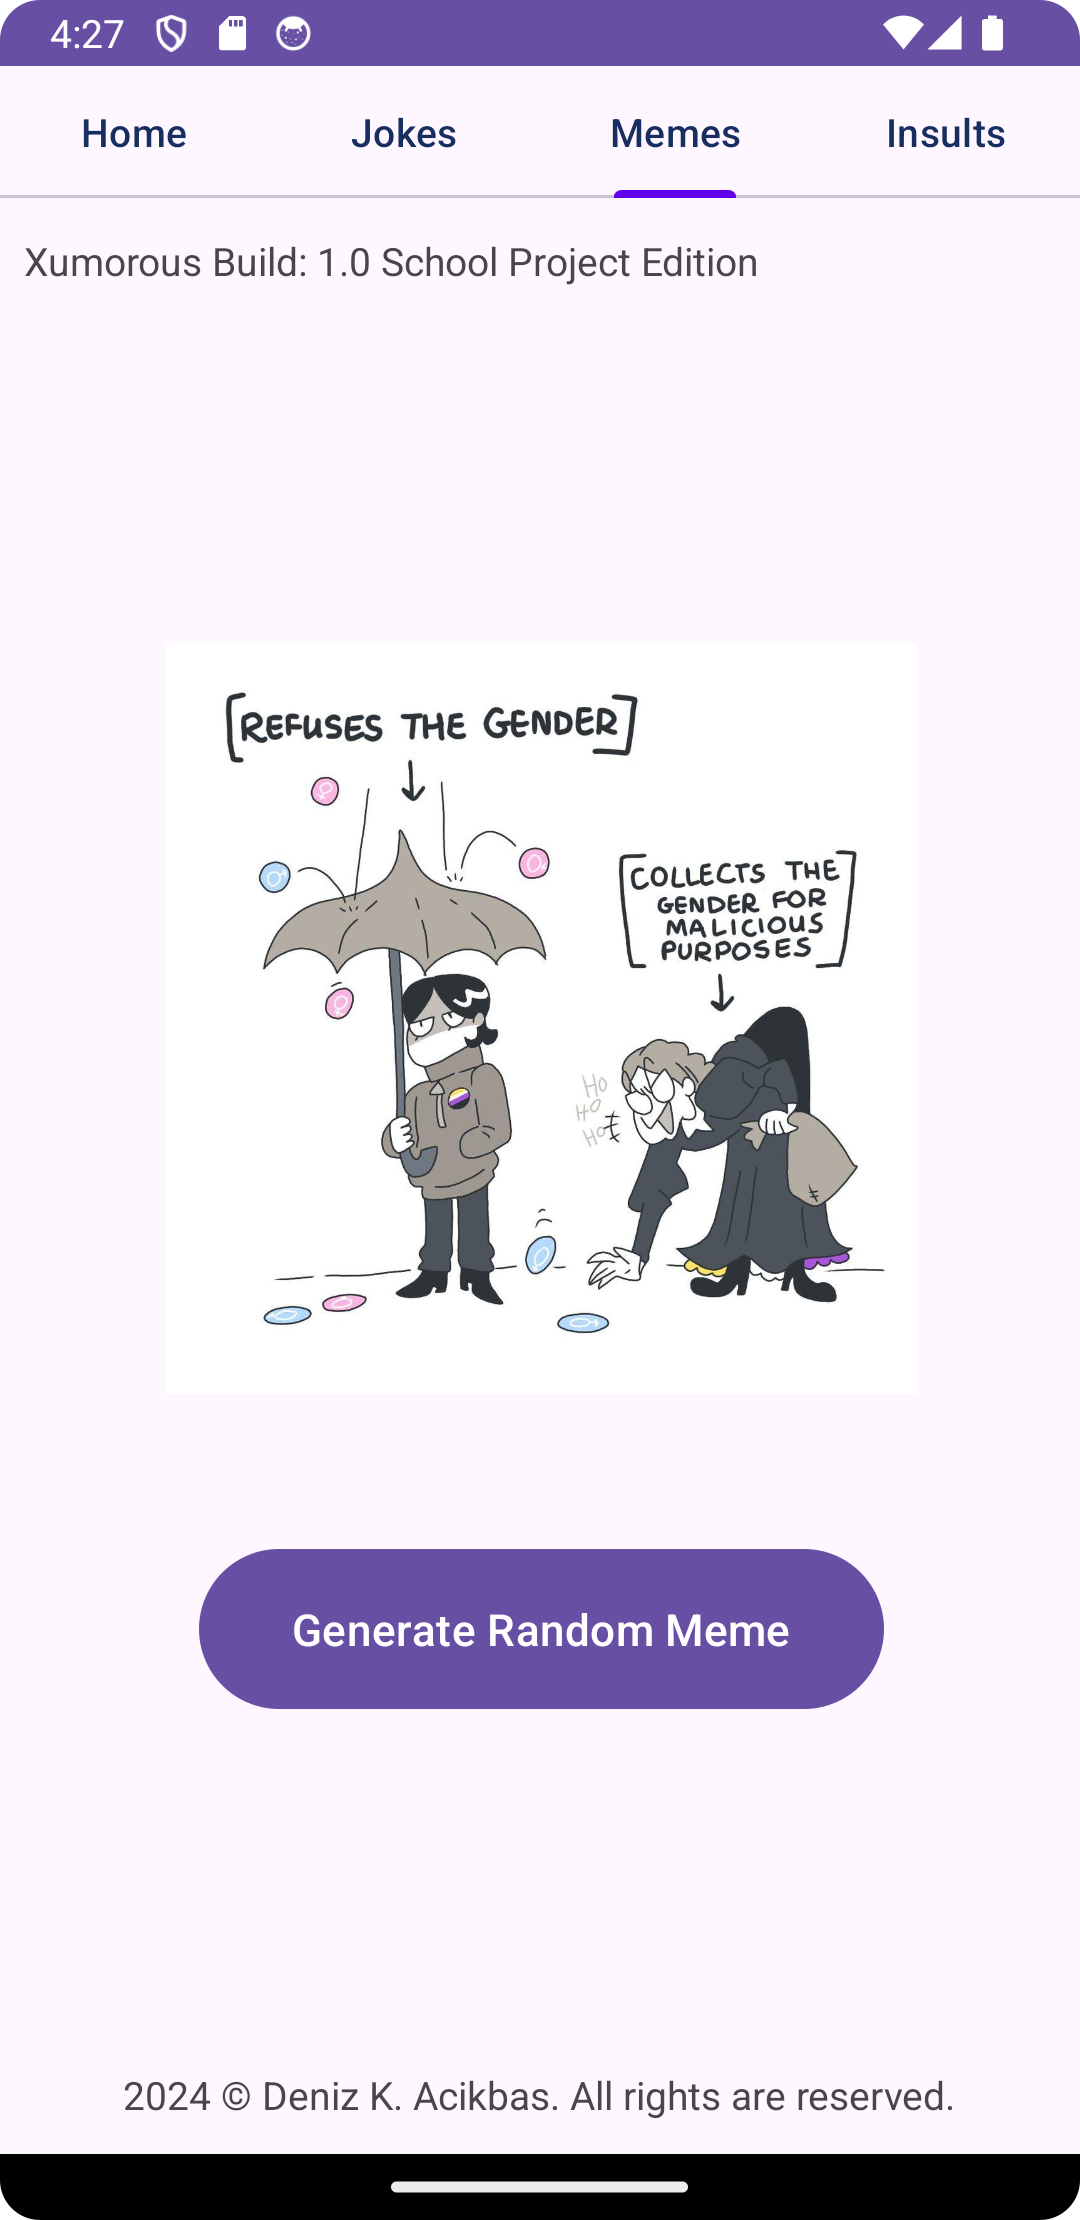 4:27
Home Jokes Memes Insults
Xumorous Build: 1.0 School Project Edition
[REFUSES THE GENDER]
[COLLECTS THE
GENDER FOR
MALICIOUS
PURPOSES]
HO
HO
HO
Generate Random Meme
2024 © Deniz K. Acikbas. All rights are reserved.